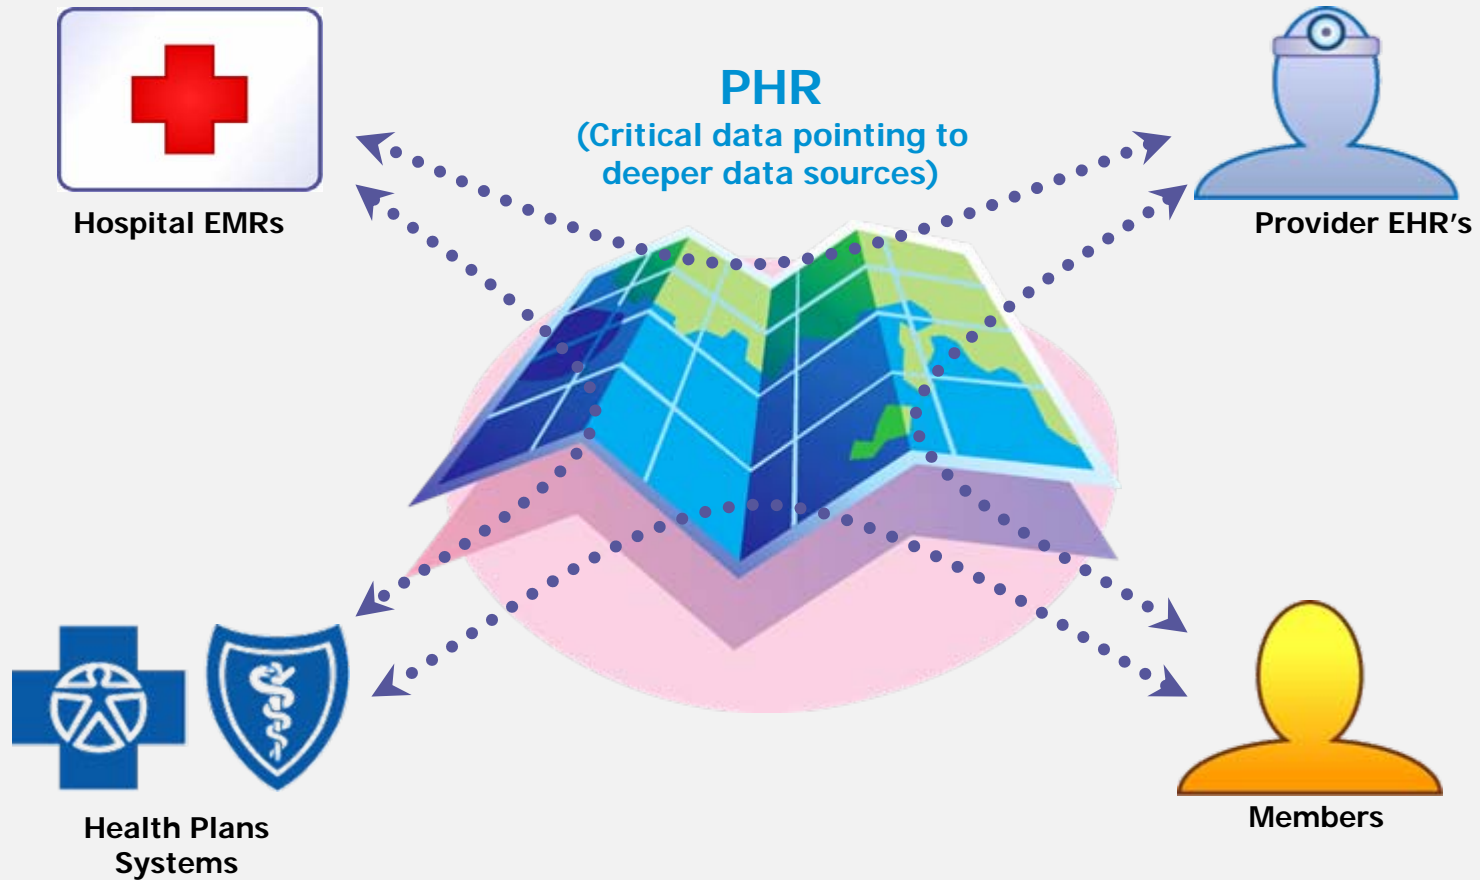 PHR
(Critical data pointing to
deeper data sources)
Hospital EMRs
Provider EHR's
Health Plans
Systems
Members